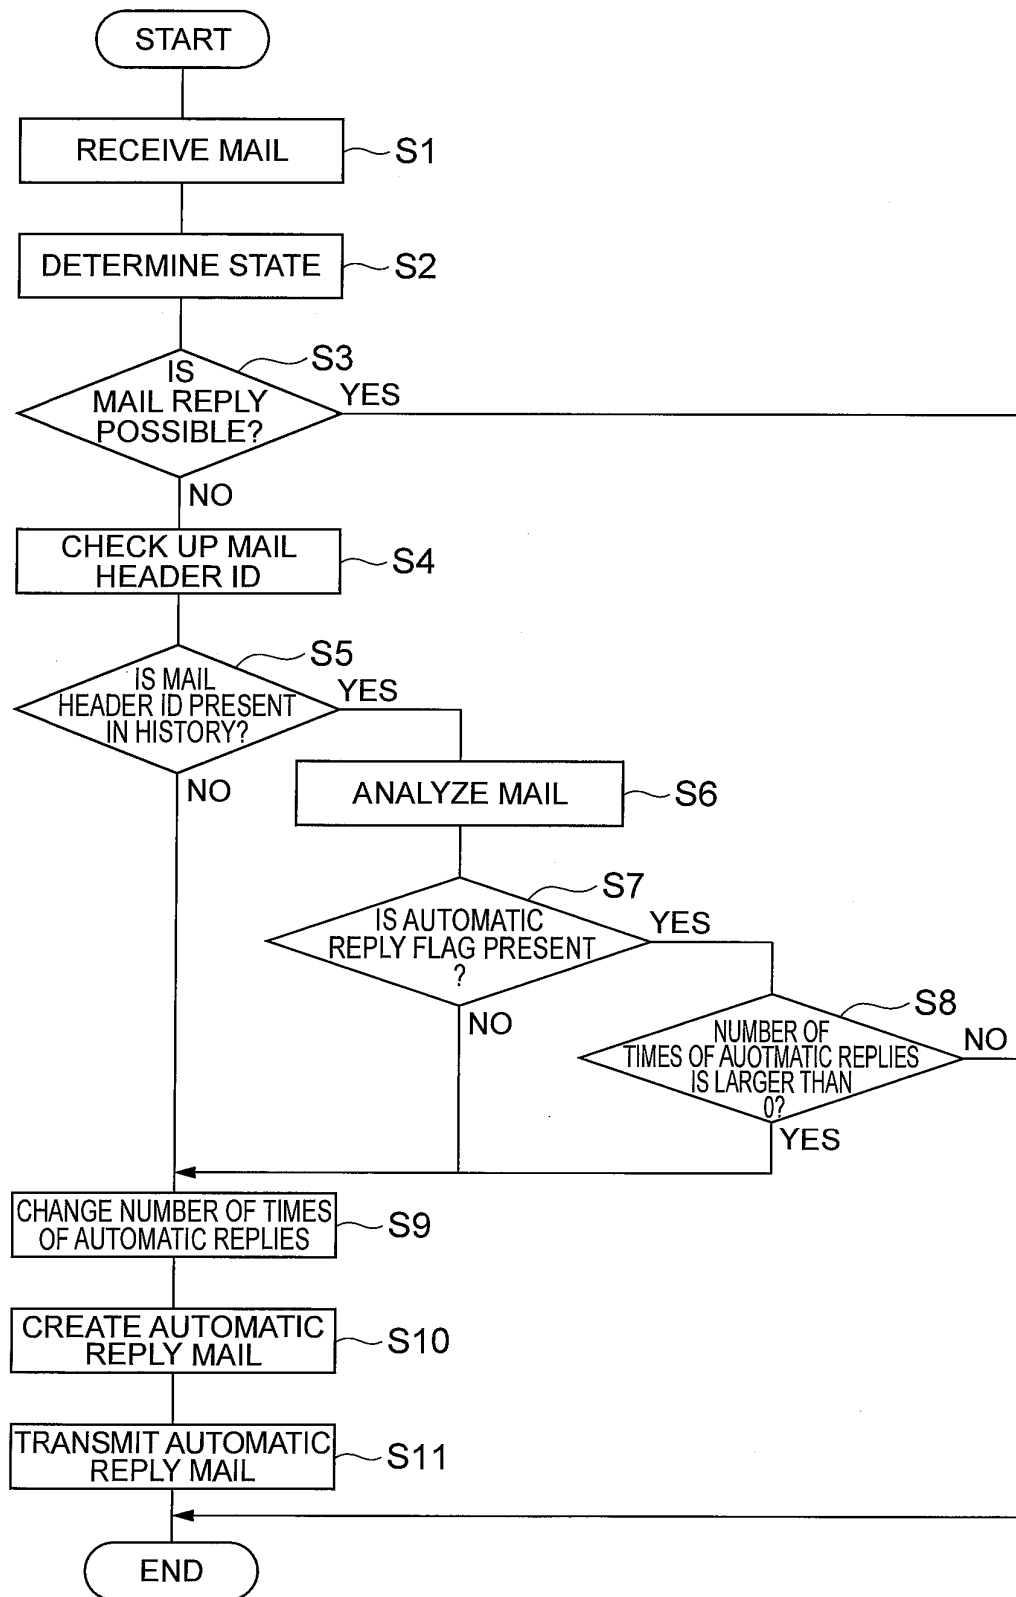 START
RECEIVE MAIL
S1
DETERMINE STATE
S2
S3
IS
MAIL REPLY
POSSIBLE?
YES
NO
CHECK UP MAIL
HEADER ID
S4
S5
IS MAIL
HEADER ID PRESENT
IN HISTORY?
YES
NO
ANALYZE MAIL
S6
S7
IS AUTOMATIC
REPLY FLAG PRESENT
?
YES
NO
S8
NUMBER OF
TIMES OF AUOTMATIC REPLIES
IS LARGER THAN
0?
NO
YES
CHANGE NUMBER OF TIMES
OF AUTOMATIC REPLIES
S9
CREATE AUTOMATIC
REPLY MAIL
S10
TRANSMIT AUTOMATIC
REPLY MAIL
S11
END